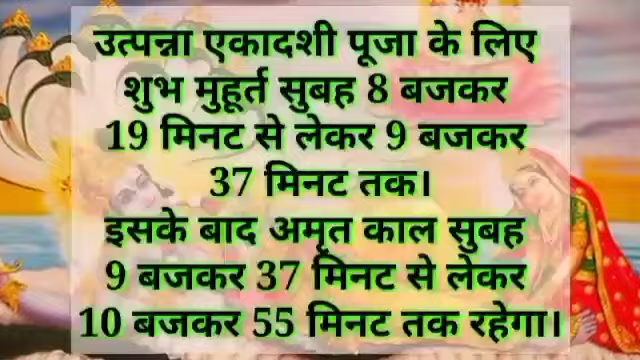 उत्पन्ना एकादशी पूजा के लिए
शुभ मुहूर्त सुबह 8 बजकर
19 मिनट से लेकर 9 बजकर
37 मिनट तक।
इसके बाद अमृत काल सुबह
9 बजकर 37 मिनट से लेकर
10 बजकर 55 मिनट तक रहेगा।